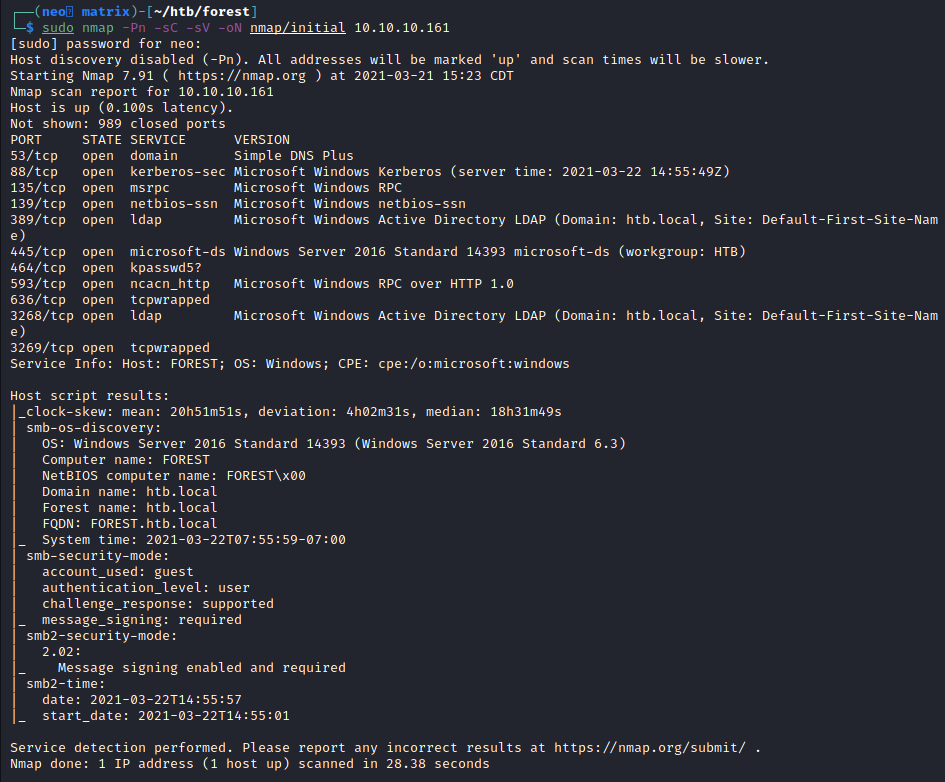 ┌──(neo㉿matrix)-[~/htb/forest]
└─$ sudo nmap -Pn -sC -sV -oN nmap/initial 10.10.10.161
[sudo] password for neo:
Host discovery disabled (-Pn). All addresses will be marked 'up' and scan times will be slower.
Starting Nmap 7.91 ( https://nmap.org ) at 2021-03-21 15:23 CDT
Nmap scan report for 10.10.10.161
Host is up (0.100s latency).
Not shown: 989 closed ports
PORT     STATE SERVICE      VERSION
53/tcp   open  domain       Simple DNS Plus
88/tcp   open  kerberos-sec Microsoft Windows Kerberos (server time: 2021-03-22 14:55:49Z)
135/tcp  open  msrpc        Microsoft Windows RPC
139/tcp  open  netbios-ssn  Microsoft Windows netbios-ssn
389/tcp  open  ldap         Microsoft Windows Active Directory LDAP (Domain: htb.local, Site: Default-First-Site-Nam
e)
445/tcp  open  microsoft-ds Windows Server 2016 Standard 14393 microsoft-ds (workgroup: HTB)
464/tcp  open  kpasswd5?
593/tcp  open  ncacn_http   Microsoft Windows RPC over HTTP 1.0
636/tcp  open  tcpwrapped
3268/tcp open  ldap         Microsoft Windows Active Directory LDAP (Domain: htb.local, Site: Default-First-Site-Nam
e)
3269/tcp open  tcpwrapped
Service Info: Host: FOREST; OS: Windows; CPE: cpe:/o:microsoft:windows

Host script results:
|_clock-skew: mean: 20h51m51s, deviation: 4h02m31s, median: 18h31m49s
| smb-os-discovery:
|   OS: Windows Server 2016 Standard 14393 (Windows Server 2016 Standard 6.3)
|   Computer name: FOREST
|   NetBIOS computer name: FOREST\x00
|   Domain name: htb.local
|   Forest name: htb.local
|   FQDN: FOREST.htb.local
|_  System time: 2021-03-22T07:55:59-07:00
| smb-security-mode:
|   account_used: guest
|   authentication_level: user
|   challenge_response: supported
|_  message_signing: required
| smb2-security-mode:
|   2.02:
|_    Message signing enabled and required
| smb2-time:
|   date: 2021-03-22T14:55:57
|_  start_date: 2021-03-22T14:55:01

Service detection performed. Please report any incorrect results at https://nmap.org/submit/ .
Nmap done: 1 IP address (1 host up) scanned in 28.38 seconds